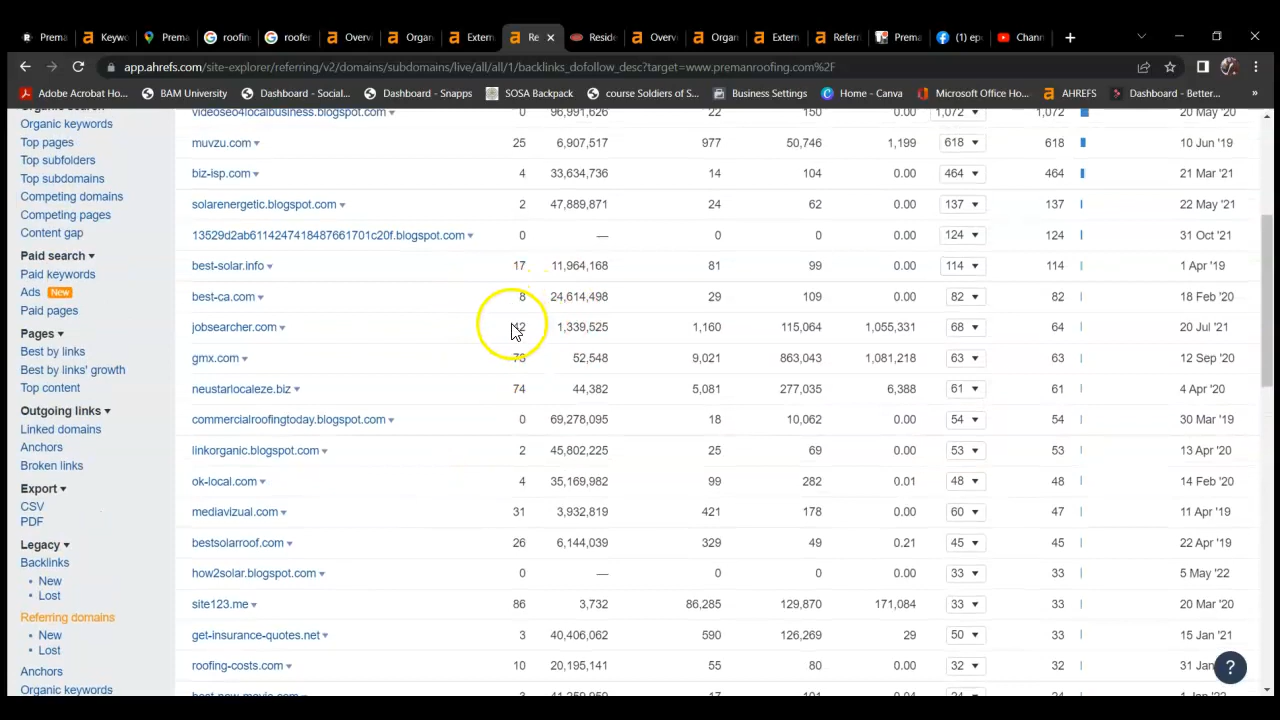 Prema
Keywo
Prema
roofin
roofer
Overvi
Organ
Extern
Re
Reside
Overv
Organ
Extern
Referr
Prema
(1) ep
Chann
app.ahrefs.com/site-explorer/referring/v2/domains/subdomains/live/all/all/1/backlinks_dofollow_desc?target=www.premanroofing.com%2F
Adobe Acrobat Ho... BAM University Dashboard - Social... Dashboard - Snapps SOSA Backpack course Soldiers of S... Business Settings Home - Canva Microsoft Office Ho... AHREFS Dashboard - Better... »
Organic search
Organic keywords
Top pages
Top subfolders
Top subdomains
Competing domains
Competing pages
Content gap
Paid search
Paid keywords
Ads New
Paid pages
Pages
Best by links
Best by links' growth
Top content
Outgoing links
Linked domains
Anchors
Broken links
Export
CSV
PDF
Legacy
Backlinks
• New
• Lost
Referring domains
• New
• Lost
Anchors
Organic keywords
videoseo4localbusiness.blogspot.com 0 96,991,626 22 150 0.00 1,072 1,072 20 May '20
muvzu.com 25 6,907,517 977 50,746 1,199 618 618 10 Jun '19
biz-isp.com 4 33,634,736 14 104 0.00 464 464 21 Mar '21
solarenergetic.blogspot.com 2 47,889,871 24 62 0.00 137 137 22 May '21
13529d2ab6114247418487661701c20f.blogspot.com 0 — 0 0 0.00 124 124 31 Oct '21
best-solar.info 17 11,964,168 81 99 0.00 114 114 1 Apr '19
best-ca.com 8 24,614,498 29 109 0.00 82 82 18 Feb '20
jobsearcher.com 1,339,525 1,160 115,064 1,055,331 68 64 20 Jul '21
gmx.com 52,548 9,021 863,043 1,081,218 63 63 12 Sep '20
neustarlocaleze.biz 74 44,382 5,081 277,035 6,388 61 61 4 Apr '20
commercialroofingtoday.blogspot.com 0 69,278,095 18 10,062 0.00 54 54 30 Mar '19
linkorganic.blogspot.com 2 45,802,225 25 69 0.00 53 53 13 Apr '20
ok-local.com 4 35,169,982 99 282 0.01 48 48 14 Feb '20
mediavizual.com 31 3,932,819 421 178 0.00 60 47 11 Apr '19
bestsolarroof.com 26 6,144,039 329 49 0.21 45 45 22 Apr '19
how2solar.blogspot.com 0 — 0 0 0.00 33 33 5 May '22
site123.me 86 3,732 86,285 129,870 171,084 33 33 20 Mar '20
get-insurance-quotes.net 3 40,406,062 590 126,269 29 50 33 15 Jan '21
roofing-costs.com 10 20,195,141 55 80 0.00 32 32 31 Jan
?